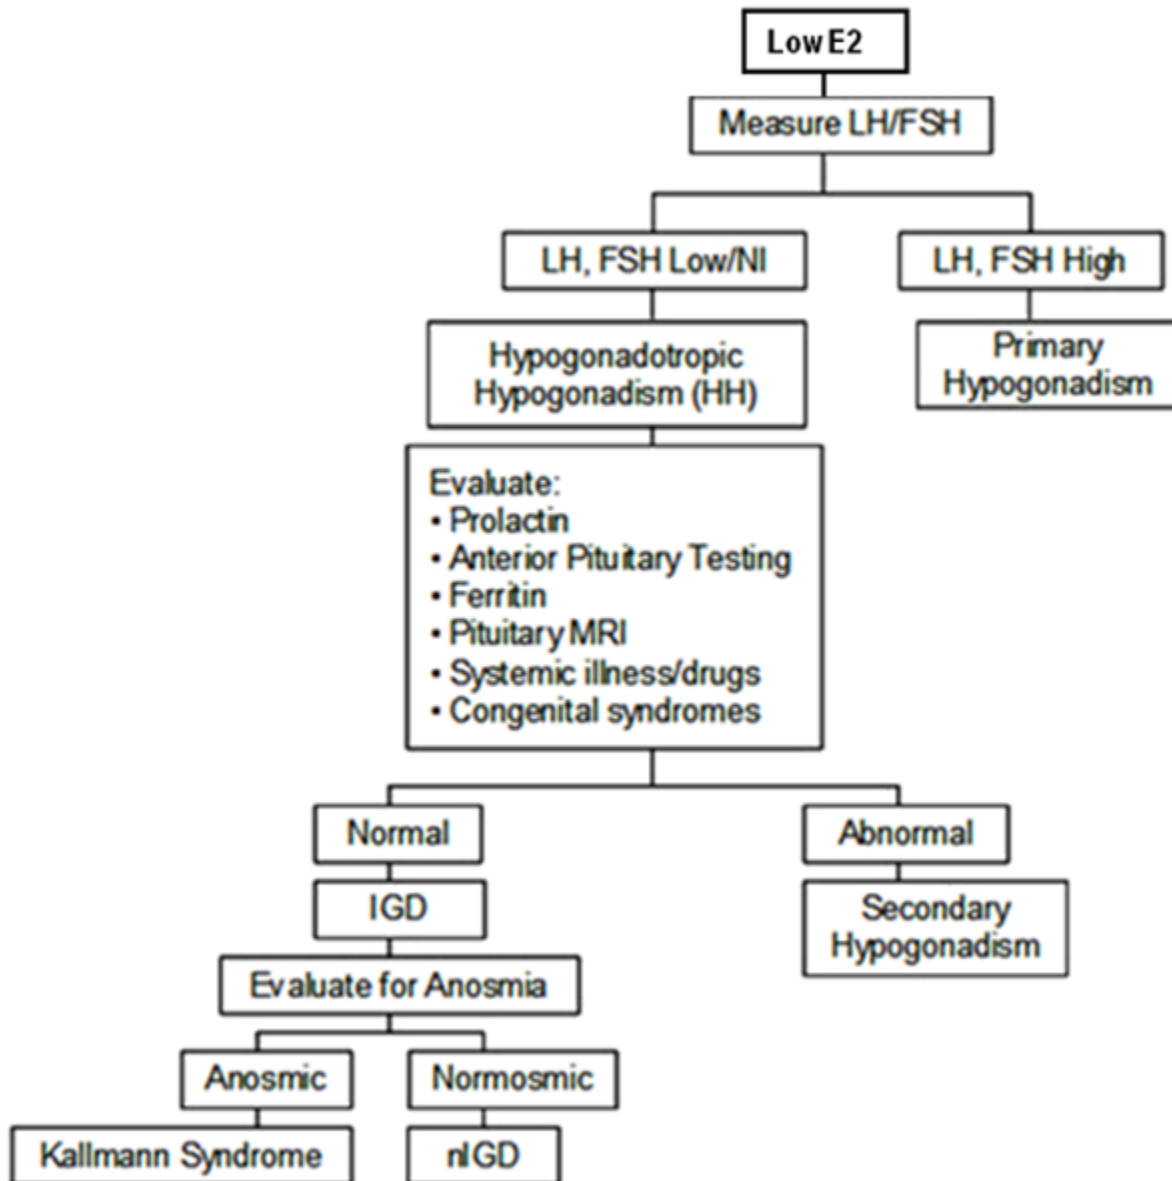 Low E2
Measure LH/FSH
LH, FSH Low/Nl
LH, FSH High
Hypogonadotropic
Hypogonadism (HH)
Primary
Hypogonadism
Evaluate:
• Prolactin
• Anterior Pituitary Testing
• Ferritin
• Pituitary MRI
• Systemic illness/drugs
• Congenital syndromes
Normal
Abnormal
IGD
Secondary
Hypogonadism
Evaluate for Anosmia
Anosmic
Normosmic
Kallmann Syndrome
nIGD